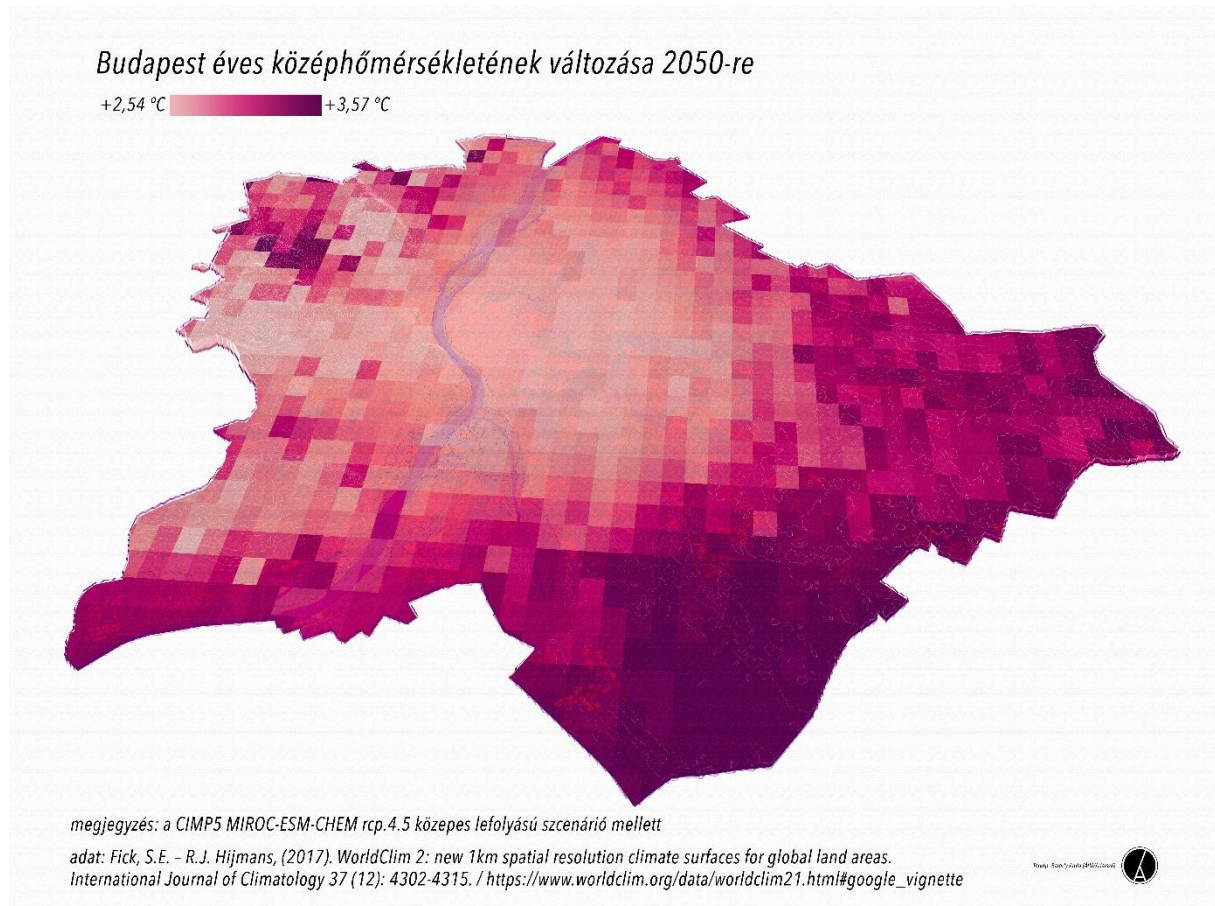 Budapest éves középhőmérsékletének változása 2050-re
+2,54 ºC +3,57 ºC
megjegyzés: a CIMP5 MIROC-ESM-CHEM rcp.4.5 közepes lefolyású szcenárió mellett
adat: Fick, S.E. – R.J. Hijmans, (2017). WorldClim 2: new 1km spatial resolution climate surfaces for global land areas.
International Journal of Climatology 37 (12): 4302-4315. / https://www.worldclim.org/data/worldclim21.html#google_vignette